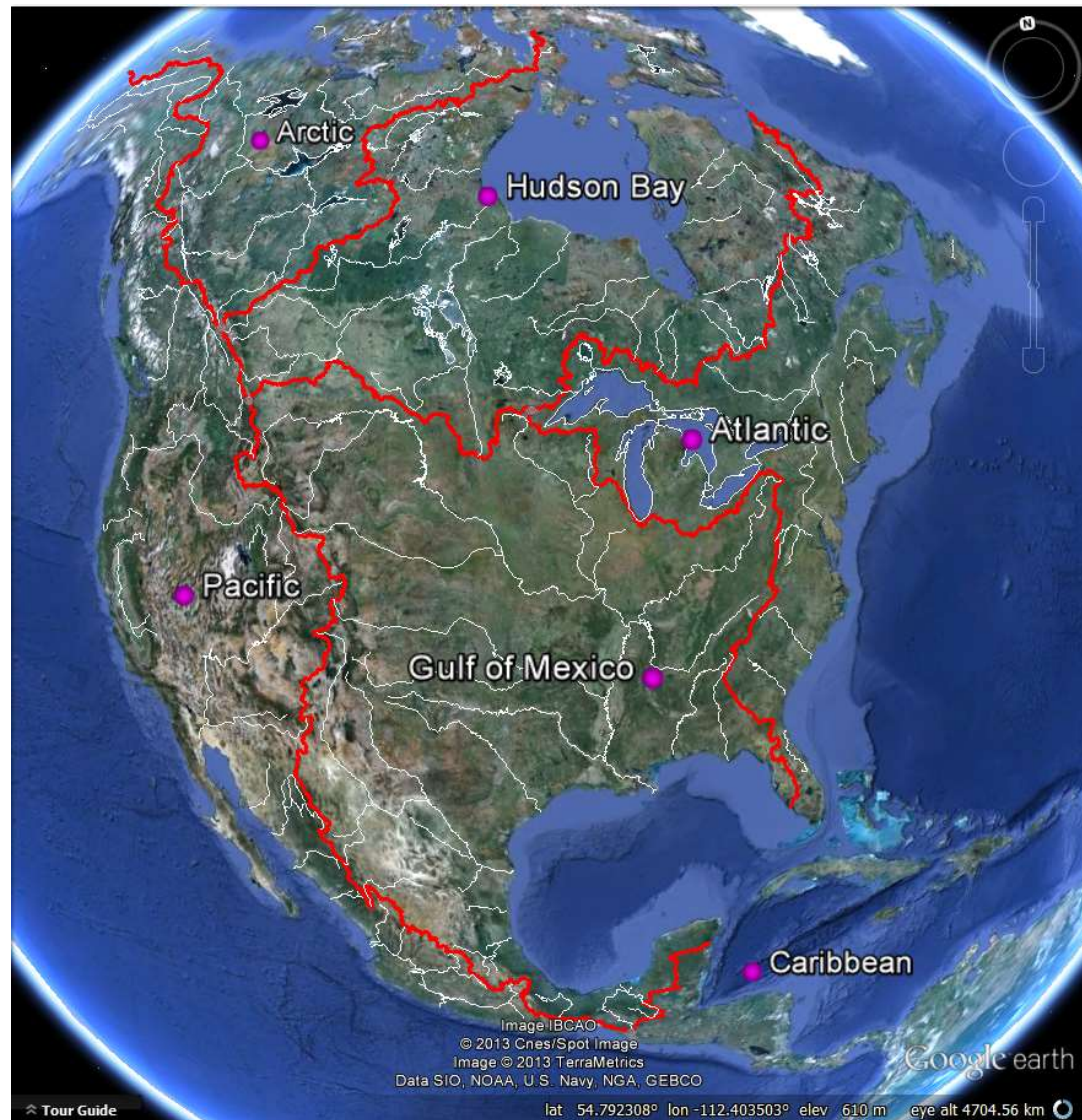 N
Arctic
Hudson Bay
Atlantic
Pacific
Gulf of Mexico
Caribbean
Image IBCAO
© 2013 Cnes/Spot Image
Image © 2013 TerraMetrics
Data SIO, NOAA, U.S. Navy, NGA, GEBCO
Google earth
Tour Guide
lat 54.792308° lon -112.403503° elev 610 m eye alt 4704.56 km